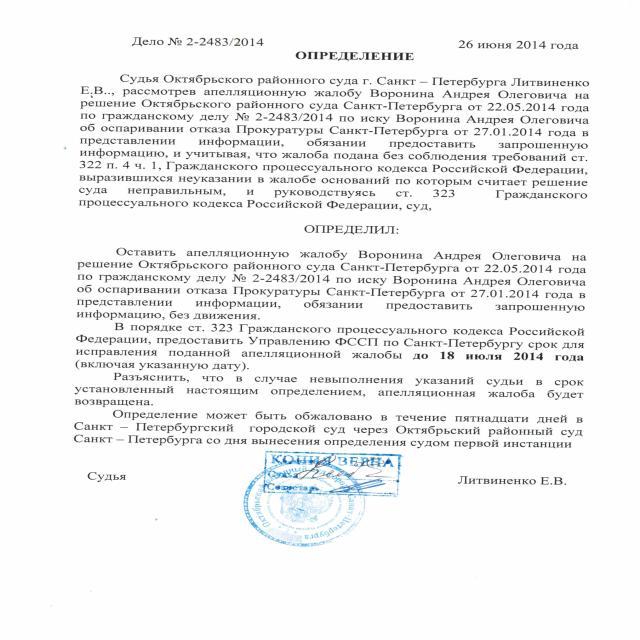 Дело № 2-2483/2014 26 июня 2014 года
ОПРЕДЕЛЕНИЕ
Судья Октябрьского районного суда г. Санкт – Петербурга Литвиненко
Е.В.., рассмотрев апелляционную жалобу Воронина Андрея Олеговича на
решение Октябрьского районного суда Санкт-Петербурга от 22.05.2014 года
по гражданскому делу № 2-2483/2014 по иску Воронина Андрея Олеговича
об оспаривании отказа Прокуратуры Санкт-Петербурга от 27.01.2014 года в
представлении информации, обязании предоставить запрошенную
информацию, и учитывая, что жалоба подана без соблюдения требований ст.
322 п. 4 ч. 1, Гражданского процессуального кодекса Российской Федерации,
выразившихся неуказании в жалобе оснований по которым считает решение
суда неправильным, и руководствуясь ст. 323 Гражданского
процессуального кодекса Российской Федерации, суд,
ОПРЕДЕЛИЛ:
Оставить апелляционную жалобу Воронина Андрея Олеговича на
решение Октябрьского районного суда Санкт-Петербурга от 22.05.2014 года
по гражданскому делу № 2-2483/2014 по иску Воронина Андрея Олеговича
об оспаривании отказа Прокуратуры Санкт-Петербурга от 27.01.2014 года в
представлении информации, обязании предоставить запрошенную
информацию, без движения.
В порядке ст. 323 Гражданского процессуального кодекса Российской
Федерации, предоставить Управлению ФССП по Санкт-Петербургу срок для
исправления поданной апелляционной жалобы до 18 июля 2014 года
(включая указанную дату).
Разъяснить, что в случае невыполнения указаний судьи в срок
установленный настоящим определением, апелляционная жалоба будет
возвращена.
Определение может быть обжаловано в течение пятнадцати дней в
Санкт – Петербургский городской суд через Октябрьский районный суд
Санкт – Петербурга со дня вынесения определения судом первой инстанции
КОПИЯ ВЕРНА
Судья
Секретарь
Судья Литвиненко Е.В.